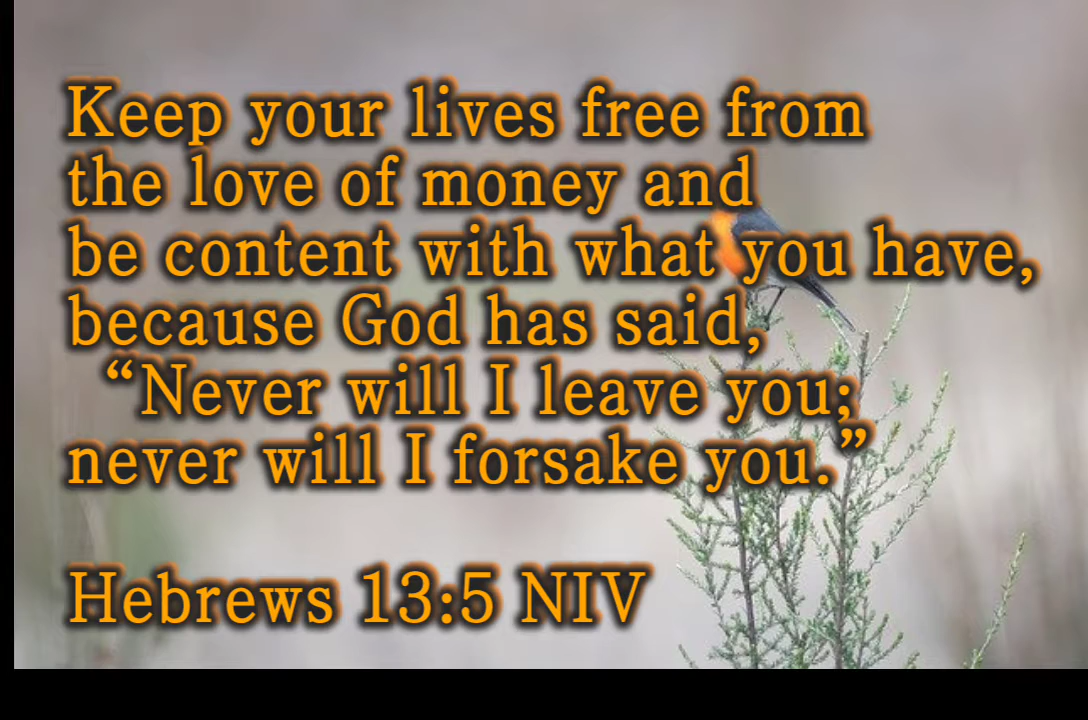 Keep your lives free from
the love of money and
be content with what you have,
because God has said,
“Never will I leave you;
never will I forsake you.”
Hebrews 13:5 NIV